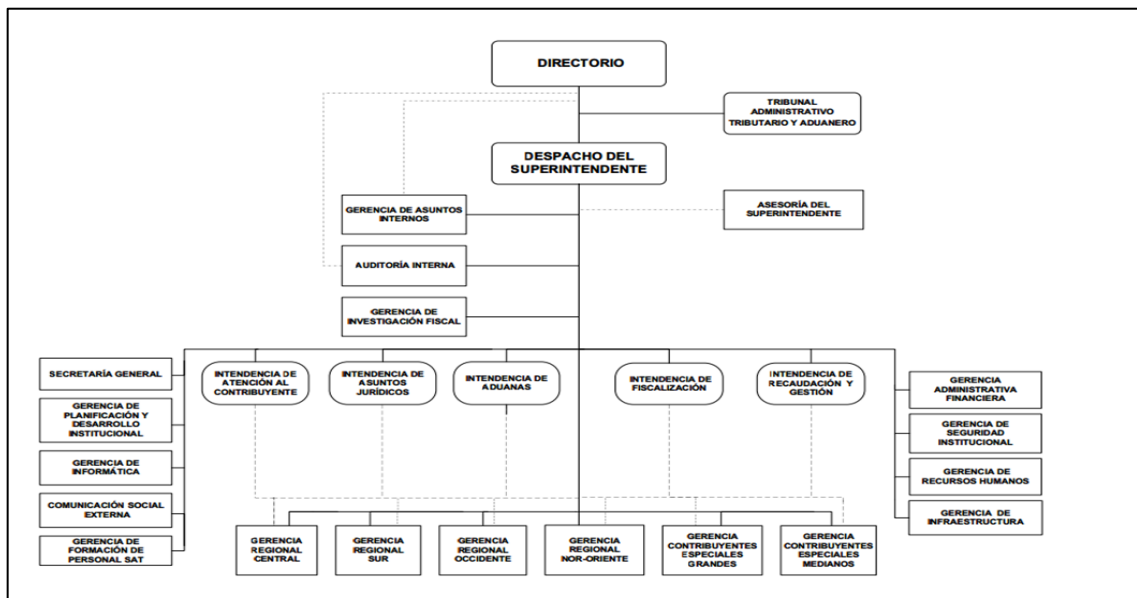 DIRECTORIO
TRIBUNAL
ADMINISTRATIVO
TRIBUTARIO Y ADUANERO
DESPACHO DEL
SUPERINTENDENTE
GERENCIA DE ASUNTOS
INTERNOS
ASESORÍA DEL
SUPERINTENDENTE
AUDITORÍA INTERNA
GERENCIA DE
INVESTIGACIÓN FISCAL
SECRETARÍA GENERAL
GERENCIA DE
PLANIFICACIÓN Y
DESARROLLO
INSTITUCIONAL
GERENCIA DE
INFORMÁTICA
COMUNICACIÓN SOCIAL
EXTERNA
GERENCIA DE
FORMACIÓN DE
PERSONAL SAT
INTENDENCIA DE
ATENCIÓN AL
CONTRIBUYENTE
INTENDENCIA DE
ASUNTOS
JURÍDICOS
INTENDENCIA DE
ADUANAS
INTENDENCIA DE
FISCALIZACIÓN
INTENDENCIA DE
RECAUDACIÓN Y
GESTIÓN
GERENCIA
ADMINISTRATIVA
FINANCIERA
GERENCIA DE
SEGURIDAD
INSTITUCIONAL
GERENCIA DE
RECURSOS HUMANOS
GERENCIA DE
INFRAESTRUCTURA
GERENCIA
REGIONAL
CENTRAL
GERENCIA
REGIONAL
SUR
GERENCIA
REGIONAL
OCCIDENTE
GERENCIA
REGIONAL
NOR-ORIENTE
GERENCIA
CONTRIBUYENTES
ESPECIALES
GRANDES
GERENCIA
CONTRIBUYENTES
ESPECIALES
MEDIANOS